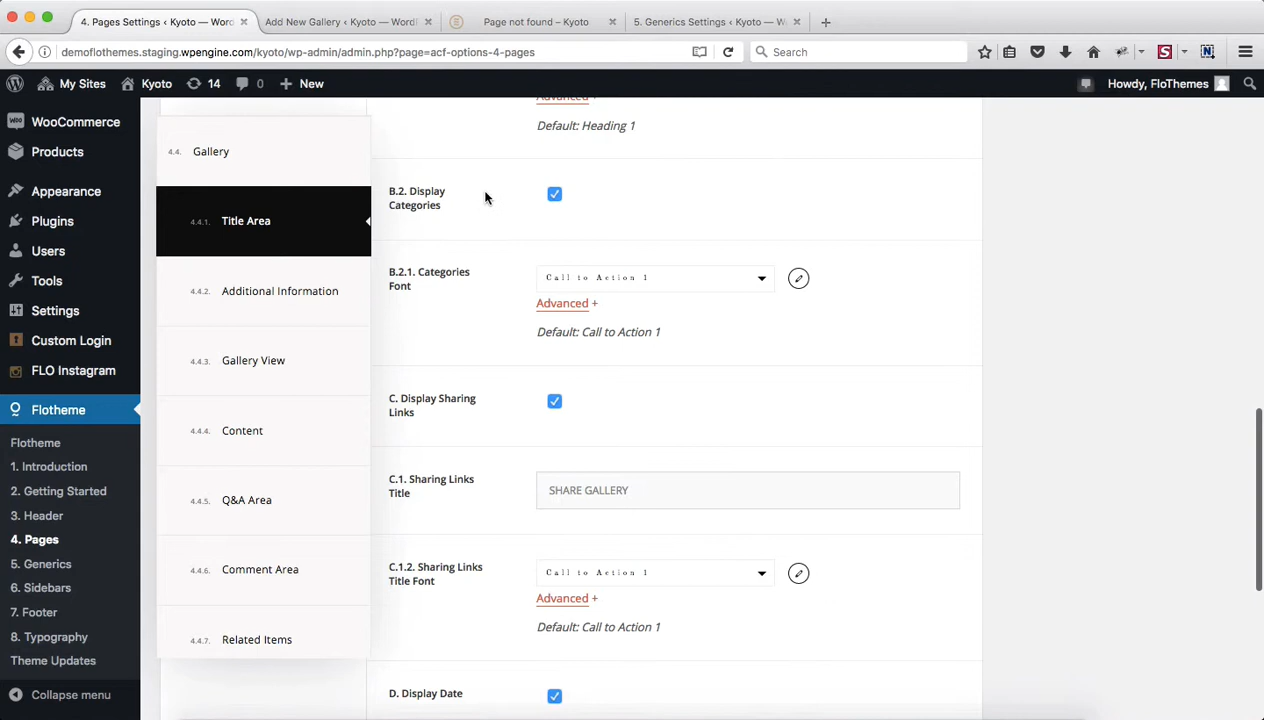 4. Pages Settings ‹ Kyoto — Word
Add New Gallery ‹ Kyoto — WordP
Page not found – Kyoto
5. Generics Settings ‹ Kyoto — W
demoflothemes.staging.wpengine.com/kyoto/wp-admin/admin.php?page=acf-options-4-pages
Search
My Sites
Kyoto
14
0
New
Howdy, FloThemes
WooCommerce
Products
Appearance
Plugins
Users
Tools
Settings
Custom Login
FLO Instagram
Flotheme
Flotheme
1. Introduction
2. Getting Started
3. Header
4. Pages
5. Generics
6. Sidebars
7. Footer
8. Typography
Theme Updates
Collapse menu
4.4. Gallery
4.4.1. Title Area
4.4.2. Additional Information
4.4.3. Gallery View
4.4.4. Content
4.4.5. Q&A Area
4.4.6. Comment Area
4.4.7. Related Items
Advanced +
Default: Heading 1
B.2. Display
Categories
B.2.1. Categories
Font
Call to Action 1
Advanced +
Default: Call to Action 1
C. Display Sharing
Links
C.1. Sharing Links
Title
SHARE GALLERY
C.1.2. Sharing Links
Title Font
Call to Action 1
Advanced +
Default: Call to Action 1
D. Display Date